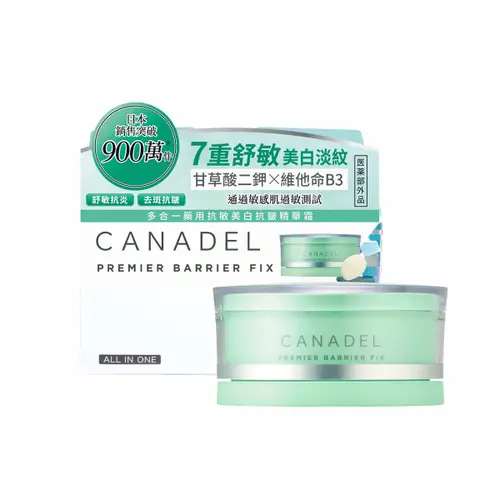 日本
銷售突破
900萬件
舒敏抗炎
去斑抗皺
7重舒敏 美白淡紋
甘草酸二鉀×維他命B3
通過敏感肌過敏測試
医薬部外品
多合一藥用抗敏美白抗皺精華霜
CANADEL
PREMIER BARRIER FIX
ALL IN ONE
CANADEL
PREMIER BARRIER FIX